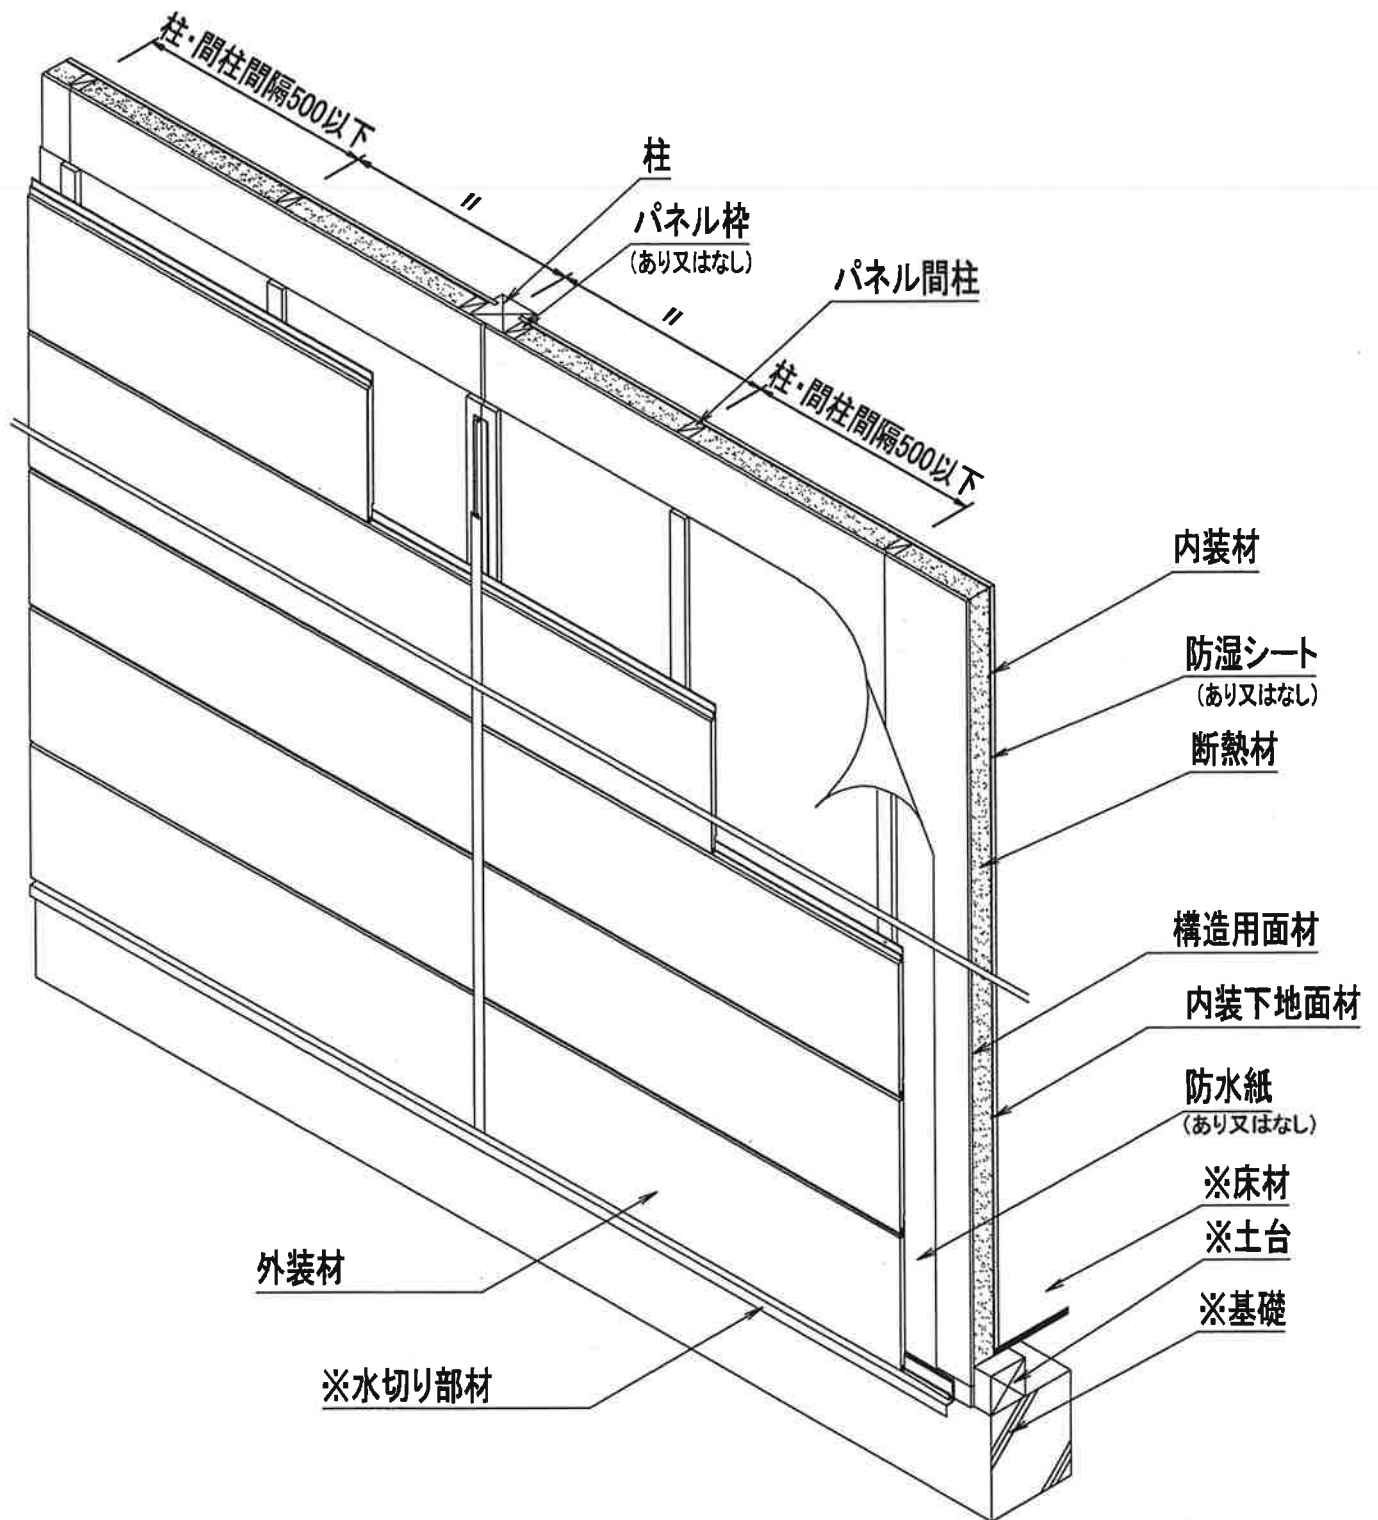 柱・間柱間隔500以下
〃
柱
パネル枠
(あり又はなし)
パネル間柱
〃
柱・間柱間隔500以下
内装材
防湿シート
(あり又はなし)
断熱材
構造用面材
内装下地面材
防水紙
(あり又はなし)
※床材
※土台
外装材
※基礎
※水切り部材